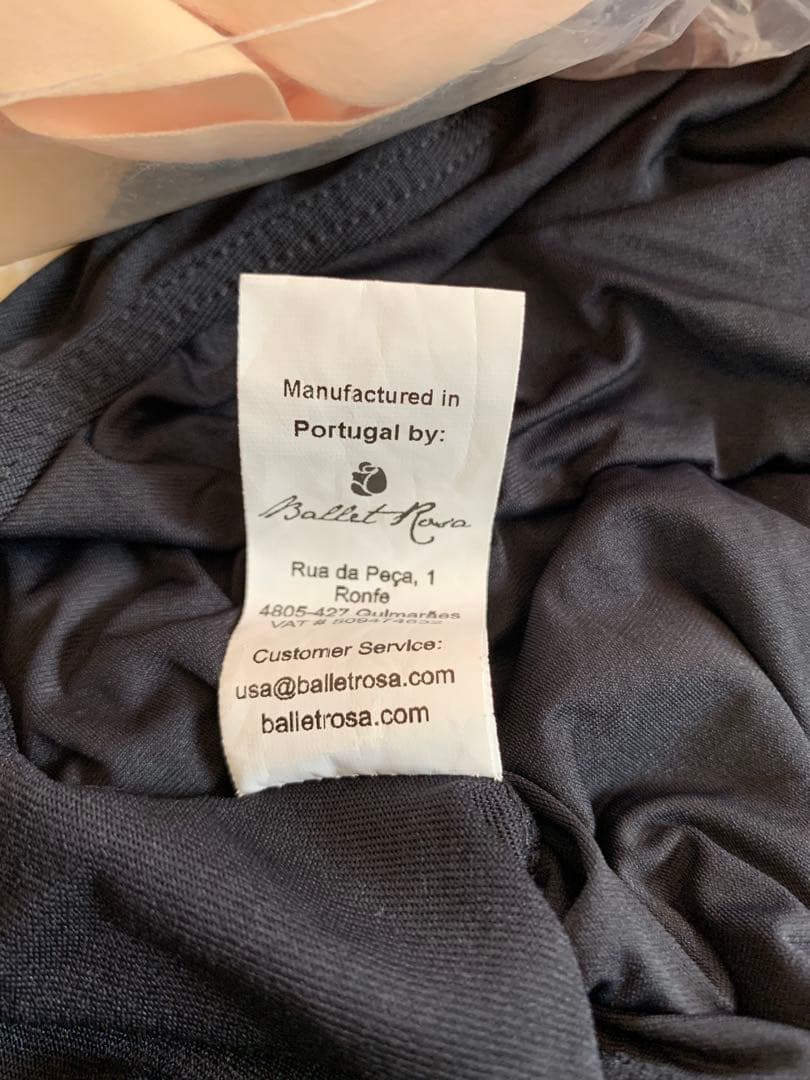 Manufactured in
Portugal by:
Ballet Rosa
Rua da Peça, 1
Ronfe
4805-427 Guimarães
VAT #
Customer Service:
usa@balletrosa.com
balletrosa.com